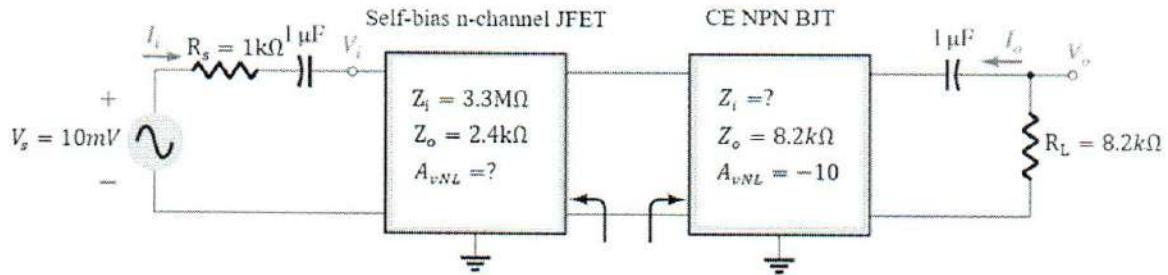 Self-bias n-channel JFET
CE NPN BJT
I_i
R_s = 1kΩ
1 μF
V_i
1 μF
I_o
V_o
+
V_s = 10mV
−
Z_i = 3.3MΩ
Z_o = 2.4kΩ
A_vNL =?
Z_i =?
Z_o = 8.2kΩ
A_vNL = −10
R_L = 8.2kΩ